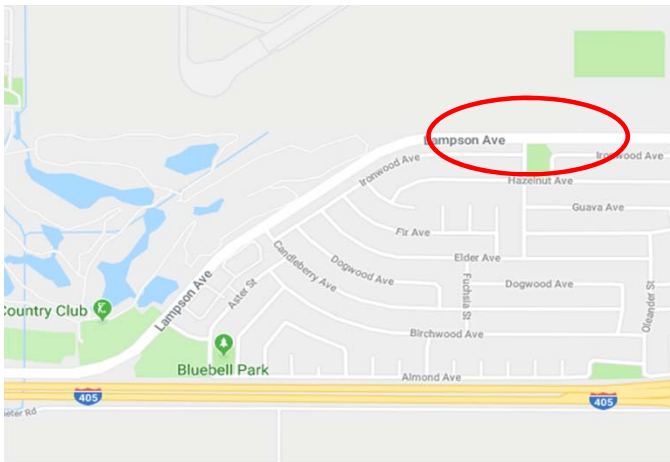 Lampson Ave
Ironwood Ave
Ironwood Ave
Hazelnut Ave
Guava Ave
Fir Ave
Candleberry Ave
Elder Ave
Dogwood Ave
Fuchsia St
Dogwood Ave
Oleander St
Aster St
Lampson Ave
Country Club
Birchwood Ave
Bluebell Park
Almond Ave
405
405
eter Rd